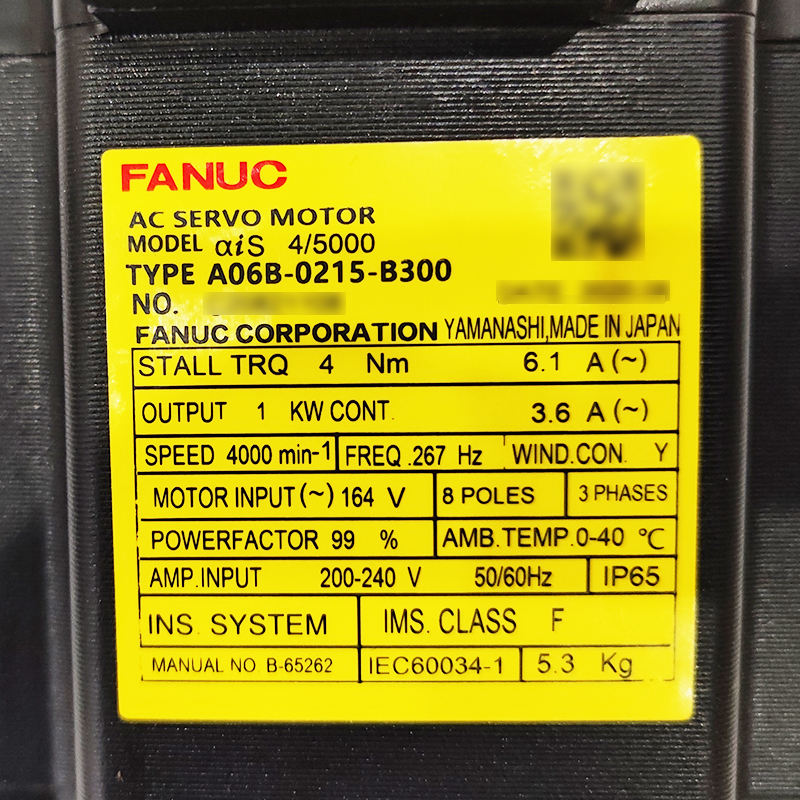 FANUC
AC SERVO MOTOR
MODEL αiS 4/5000
TYPE A06B-0215-B300
NO.
FANUC CORPORATION YAMANASHI,MADE IN JAPAN
STALL TRQ 4 Nm 6.1 A (~)
OUTPUT 1 KW CONT. 3.6 A (~)
SPEED 4000 min-1 FREQ .267 Hz WIND.CON. Y
MOTOR INPUT (~) 164 V 8 POLES 3 PHASES
POWERFACTOR 99 % AMB.TEMP.0-40 ℃
AMP.INPUT 200-240 V 50/60Hz IP65
INS. SYSTEM IMS. CLASS F
MANUAL NO. B-65262 IEC60034-1 5.3 Kg